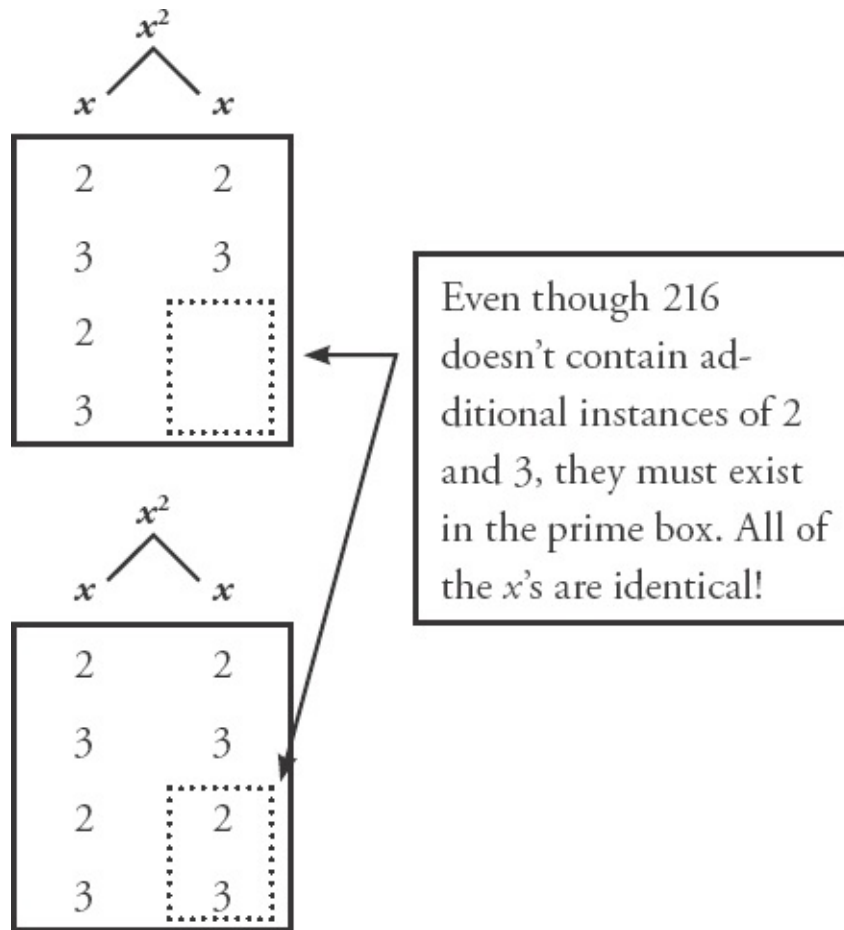 x²
x x
2 2
3 3
2
3
Even though 216
doesn’t contain ad-
ditional instances of 2
and 3, they must exist
in the prime box. All of
the x’s are identical!
x²
x x
2 2
3 3
2 2
3 3